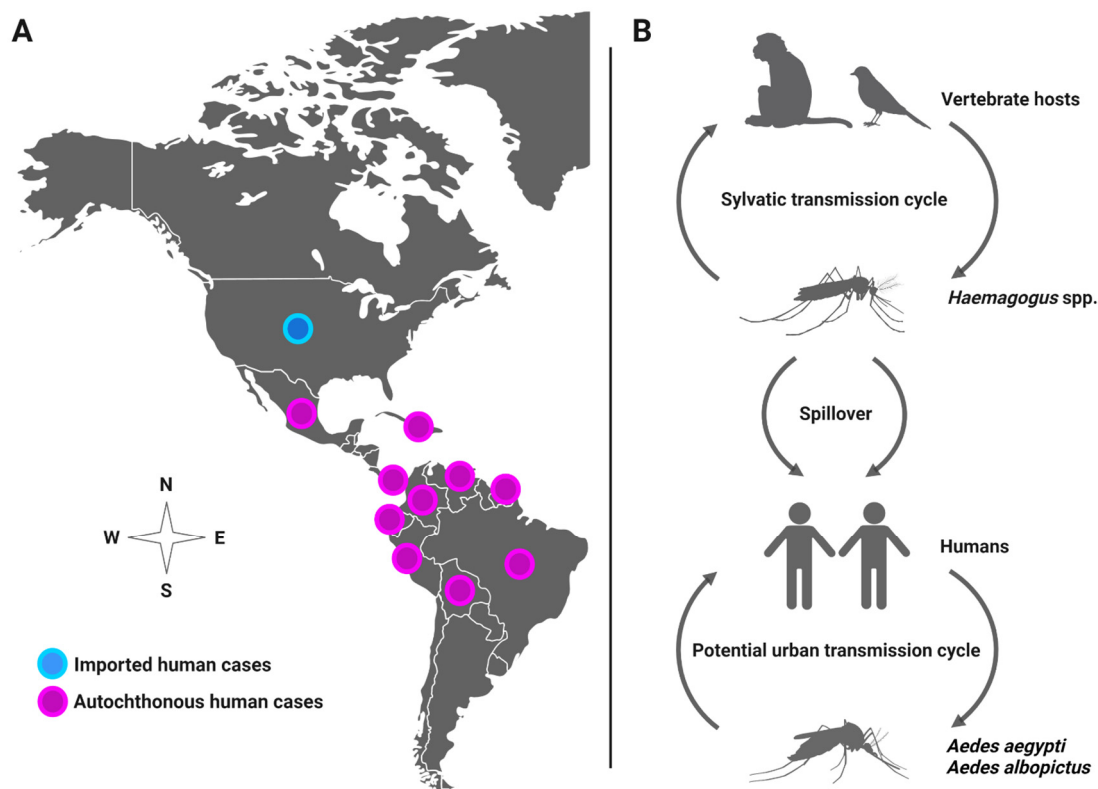 A
N
W
E
S
Imported human cases
Autochthonous human cases
B
Vertebrate hosts
Sylvatic transmission cycle
Haemagogus spp.
Spillover
Humans
Potential urban transmission cycle
Aedes aegypti
Aedes albopictus